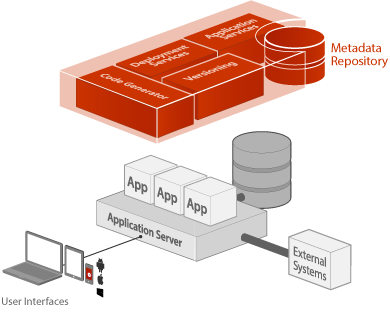 Application
Services
Deployment
Services
Code Generator
Versioning
Metadata
Repository
App
App
App
Application Server
External
Systems
User Interfaces